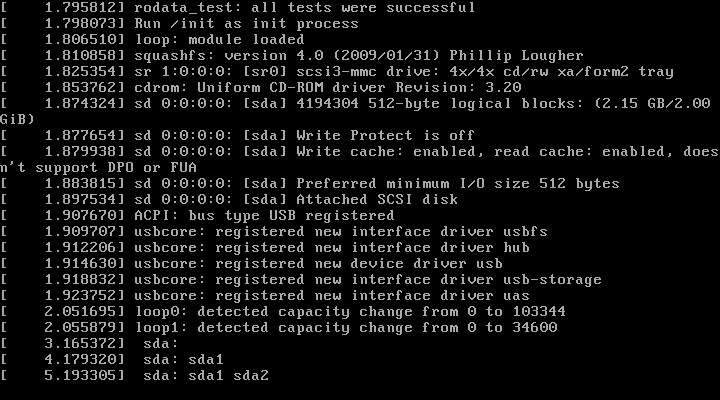 [    1.795812] rodata_test: all tests were successful
[    1.798073] Run /init as init process
[    1.806510] loop: module loaded
[    1.810858] squashfs: version 4.0 (2009/01/31) Phillip Lougher
[    1.825354] sr 1:0:0:0: [sr0] scsi3-mmc drive: 4x/4x cd/rw xa/form2 tray
[    1.853762] cdrom: Uniform CD-ROM driver Revision: 3.20
[    1.874324] sd 0:0:0:0: [sda] 4194304 512-byte logical blocks: (2.15 GB/2.00
GiB)
[    1.877654] sd 0:0:0:0: [sda] Write Protect is off
[    1.879938] sd 0:0:0:0: [sda] Write cache: enabled, read cache: enabled, does
n't support DPO or FUA
[    1.883815] sd 0:0:0:0: [sda] Preferred minimum I/O size 512 bytes
[    1.897534] sd 0:0:0:0: [sda] Attached SCSI disk
[    1.907670] ACPI: bus type USB registered
[    1.909707] usbcore: registered new interface driver usbfs
[    1.912206] usbcore: registered new interface driver hub
[    1.914630] usbcore: registered new device driver usb
[    1.918832] usbcore: registered new interface driver usb-storage
[    1.923752] usbcore: registered new interface driver uas
[    2.051695] loop0: detected capacity change from 0 to 103344
[    2.055879] loop1: detected capacity change from 0 to 34600
[    3.165372]  sda:
[    4.179320]  sda: sda1
[    5.193305]  sda: sda1 sda2